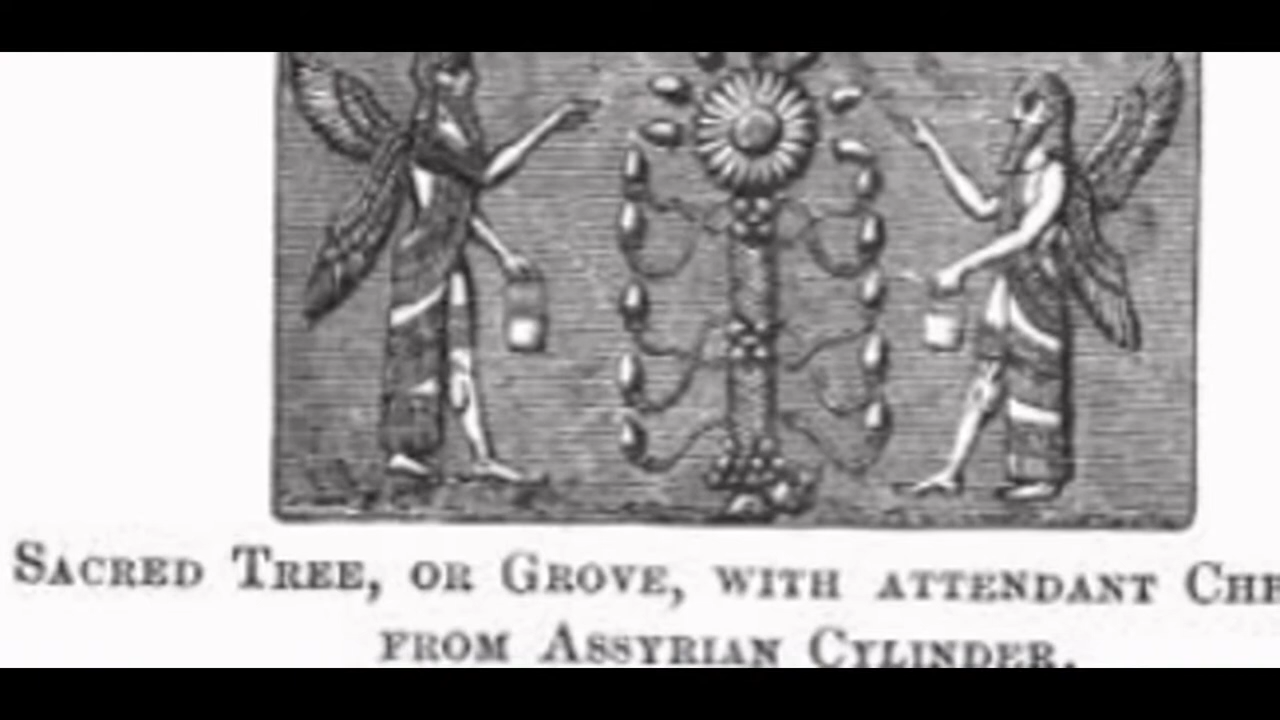 SACRED TREE, OR GROVE, WITH ATTENDANT
FROM ASSYRIAN CYLINDER.